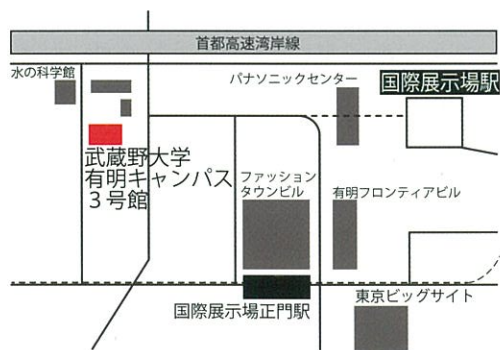 首都高速湾岸線
水の科学館
パナソニックセンター
国際展示場駅
武蔵野大学
有明キャンパス
３号館
ファッション
タウンビル
有明フロンティアビル
国際展示場正門駅
東京ビッグサイト